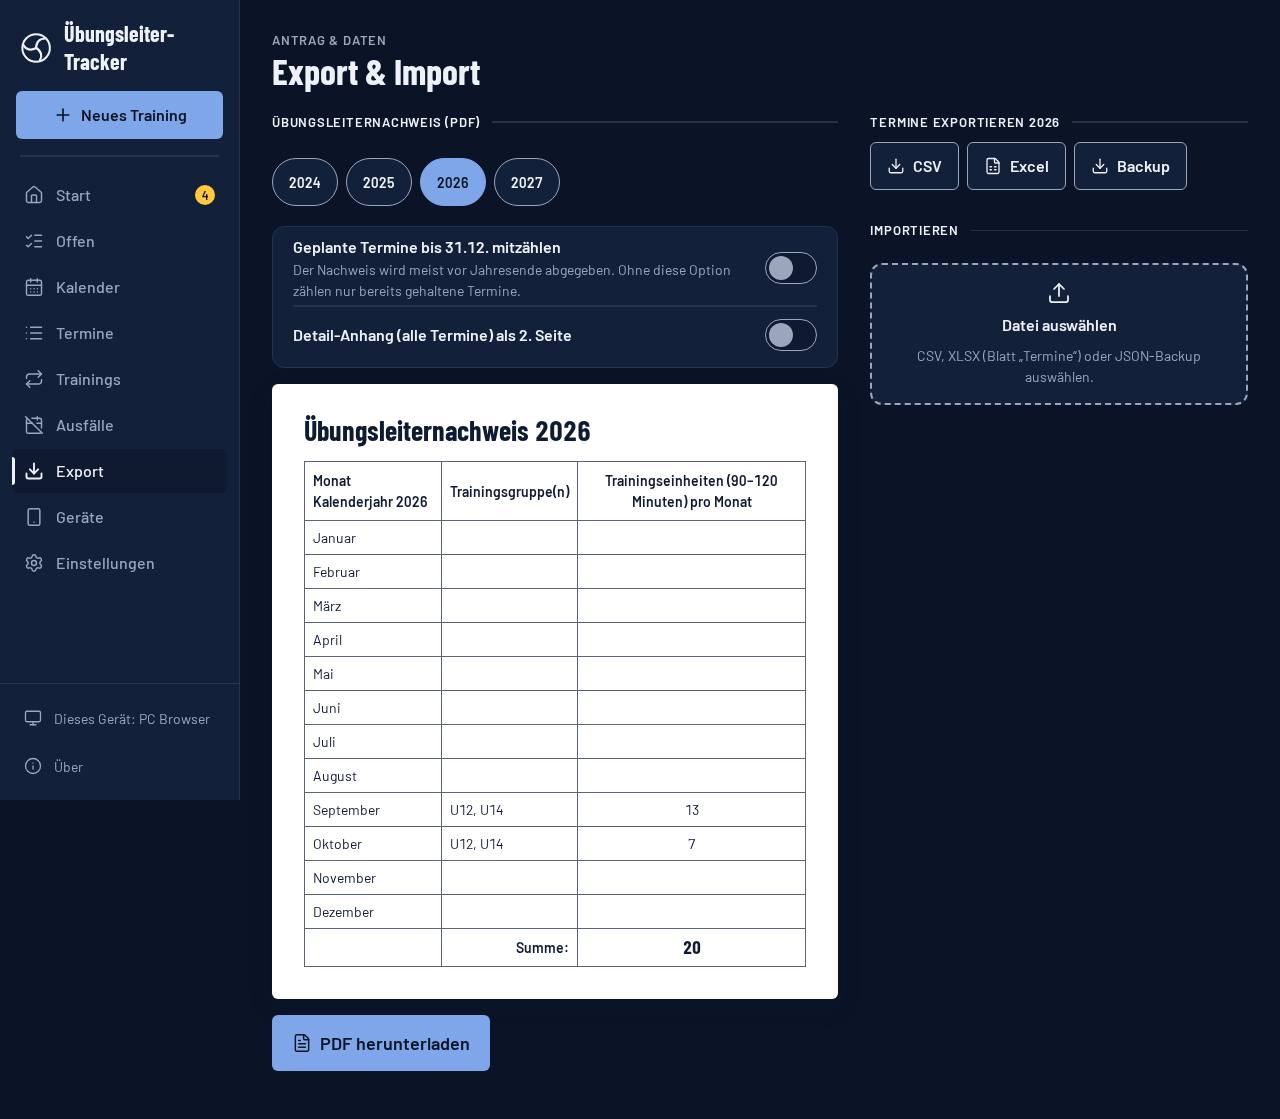 Übungsleiter-
Tracker
Neues Training
Start
4
Offen
Kalender
Termine
Trainings
Ausfälle
Export
Geräte
Einstellungen
Dieses Gerät: PC Browser
Über
ANTRAG & DATEN
Export & Import
ÜBUNGSLEITERNACHWEIS (PDF)
2024 2025 2026 2027
Geplante Termine bis 31.12. mitzählen
Der Nachweis wird meist vor Jahresende abgegeben. Ohne diese Option
zählen nur bereits gehaltene Termine.
Detail-Anhang (alle Termine) als 2. Seite
Übungsleiternachweis 2026
Monat
Kalenderjahr 2026
Trainingsgruppe(n)
Trainingseinheiten (90–120
Minuten) pro Monat
Januar
Februar
März
April
Mai
Juni
Juli
August
September U12, U14 13
Oktober U12, U14 7
November
Dezember
Summe: 20
PDF herunterladen
TERMINE EXPORTIEREN 2026
CSV Excel Backup
IMPORTIEREN
Datei auswählen
CSV, XLSX (Blatt „Termine“) oder JSON-Backup
auswählen.